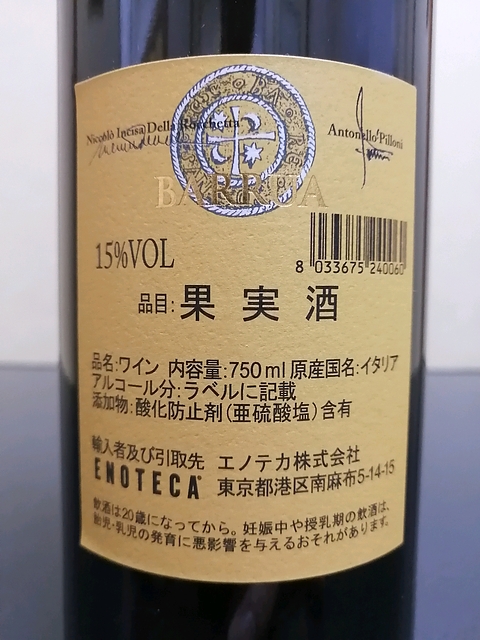 Nicolò Incisa Della Rocchetta
Antonello Pilloni
BARRUA
15%VOL
8 033675 240060
品目:果実酒
品名:ワイン 内容量:750ml 原産国名:イタリア
アルコール分:ラベルに記載
添加物:酸化防止剤(亜硫酸塩)含有
輸入者及び引取先 エノテカ株式会社
ENOTECA 東京都港区南麻布5-14-15
飲酒は20歳になってから。妊娠中や授乳期の飲酒は、
胎児・乳児の発育に悪影響を与えるおそれがあります。